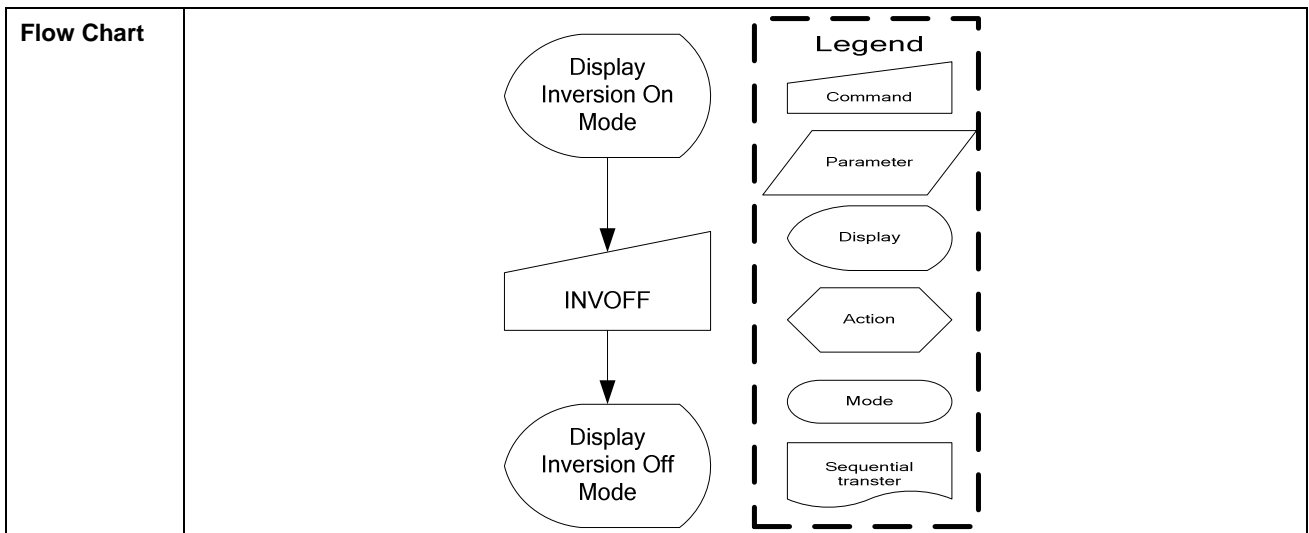 Flow Chart
Display
Inversion On
Mode
INVOFF
Display
Inversion Off
Mode
Legend
Command
Parameter
Display
Action
Mode
Sequential
transter